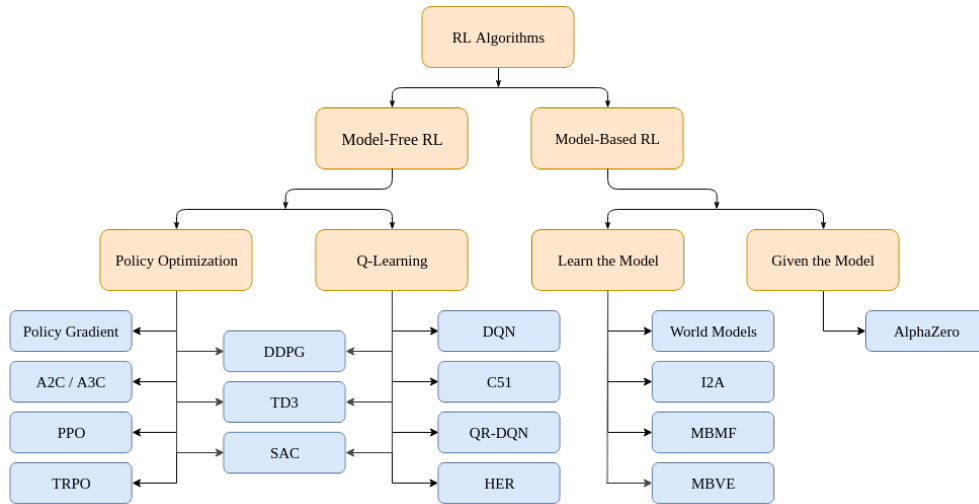 RL Algorithms
Model-Free RL
Model-Based RL
Policy Optimization
Q-Learning
Learn the Model
Given the Model
Policy Gradient
DQN
World Models
AlphaZero
DDPG
A2C / A3C
C51
I2A
TD3
PPO
QR-DQN
MBMF
SAC
TRPO
HER
MBVE